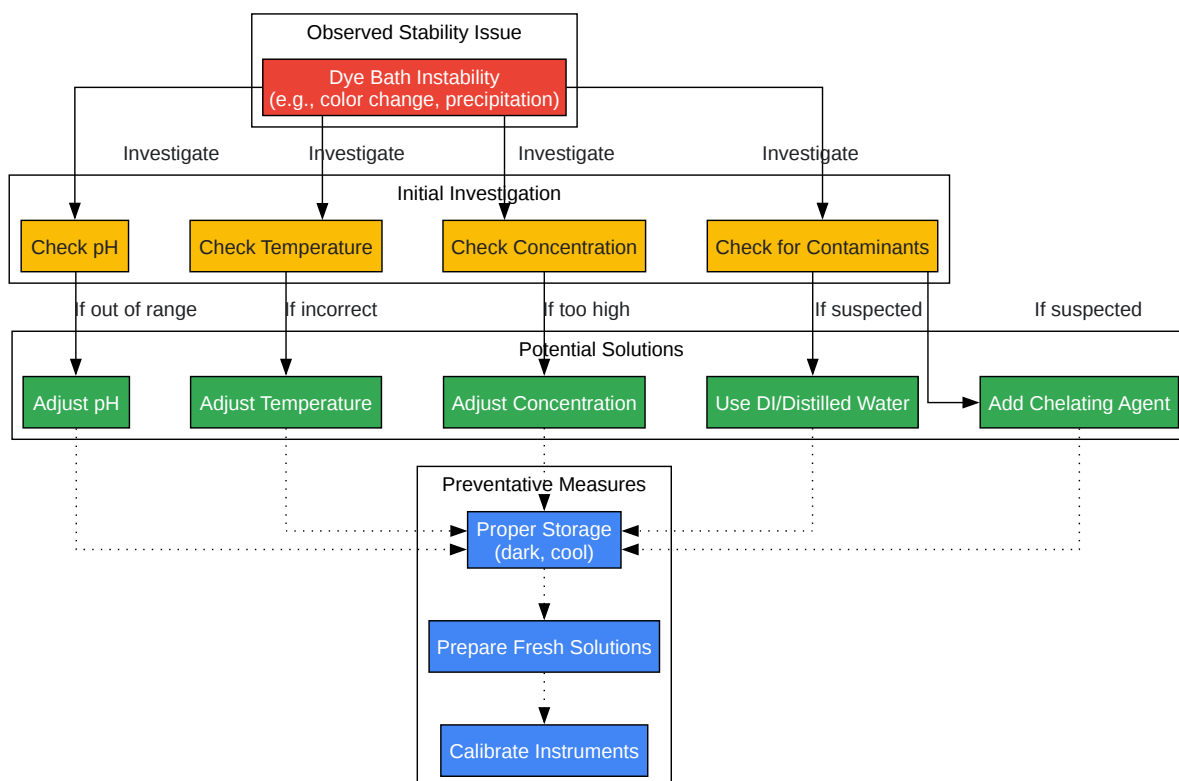 Observed Stability Issue
Dye Bath Instability
(e.g., color change, precipitation)
Investigate
Investigate
Investigate
Investigate
Initial Investigation
Check pH
Check Temperature
Check Concentration
Check for Contaminants
If out of range
If incorrect
If too high
If suspected
If suspected
Potential Solutions
Adjust pH
Adjust Temperature
Adjust Concentration
Use DI/Distilled Water
Add Chelating Agent
Preventative Measures
Proper Storage
(dark, cool)
Prepare Fresh Solutions
Calibrate Instruments